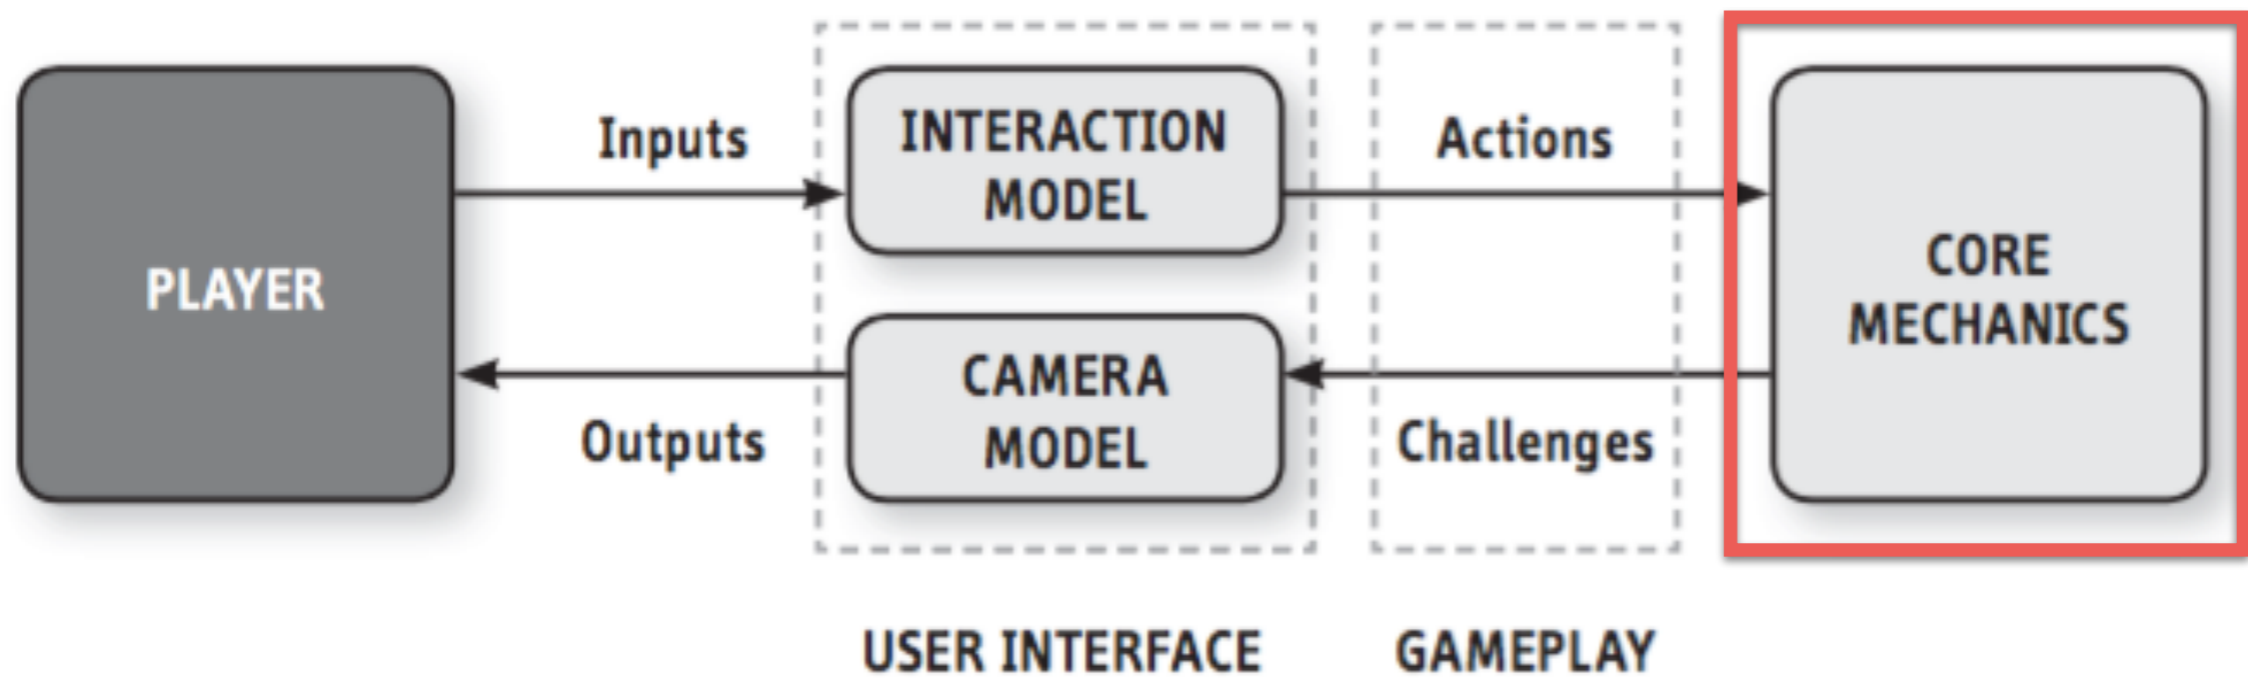 PLAYER
Inputs
Outputs
INTERACTION
MODEL
CAMERA
MODEL
Actions
Challenges
CORE
MECHANICS
USER INTERFACE
GAMEPLAY